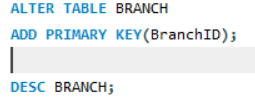 ALTER TABLE BRANCH
ADD PRIMARY KEY(BranchID);
DESC BRANCH;